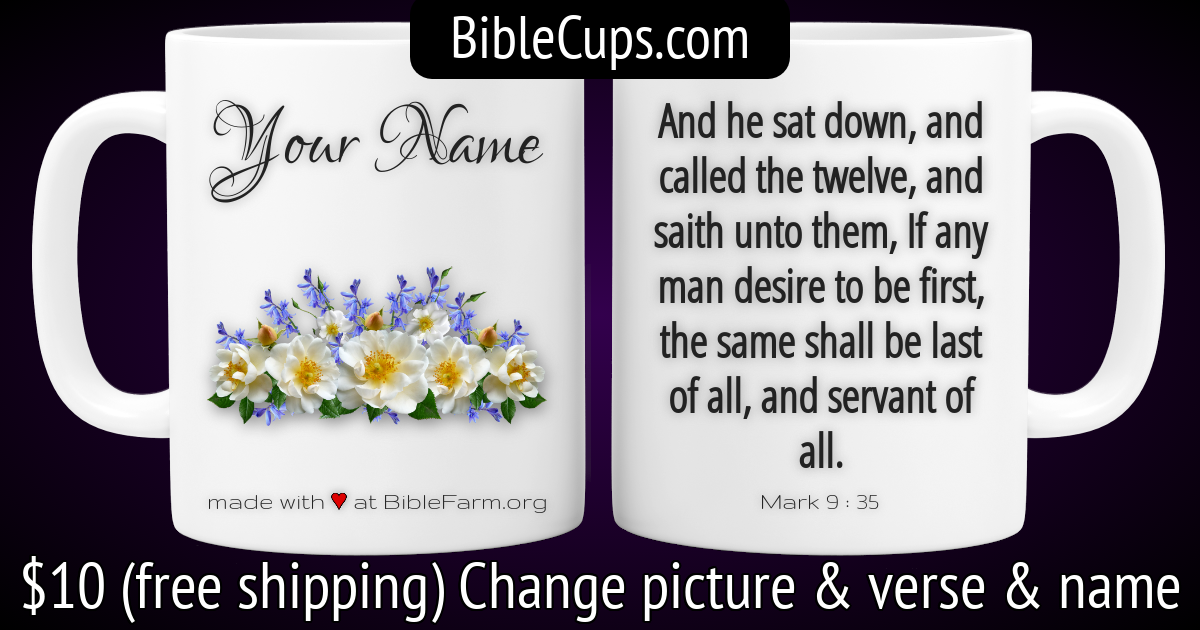 BibleCups.com
Your Name
made with ♥ at BibleFarm.org
And he sat down, and
called the twelve, and
saith unto them, If any
man desire to be first,
the same shall be last
of all, and servant of
all.
Mark 9 : 35
$10 (free shipping) Change picture & verse & name